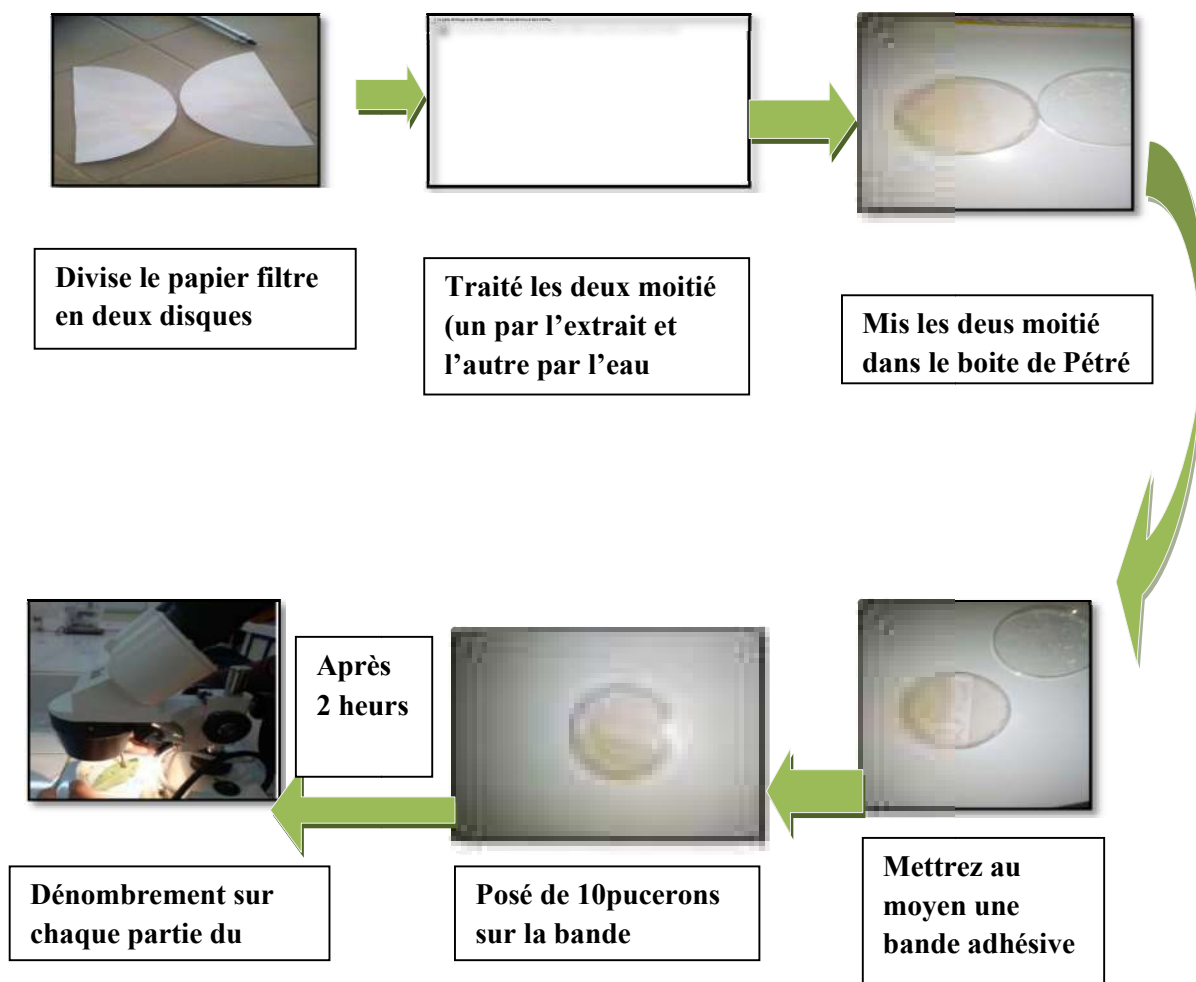 Divise le papier filtre
en deux disques
Traité les deux moitié
(un par l’extrait et
l’autre par l’eau
Mis les deus moitié
dans le boite de Pétré
Mettrez au
moyen une
bande adhésive
Posé de 10pucerons
sur la bande
Après
2 heurs
Dénombrement sur
chaque partie du